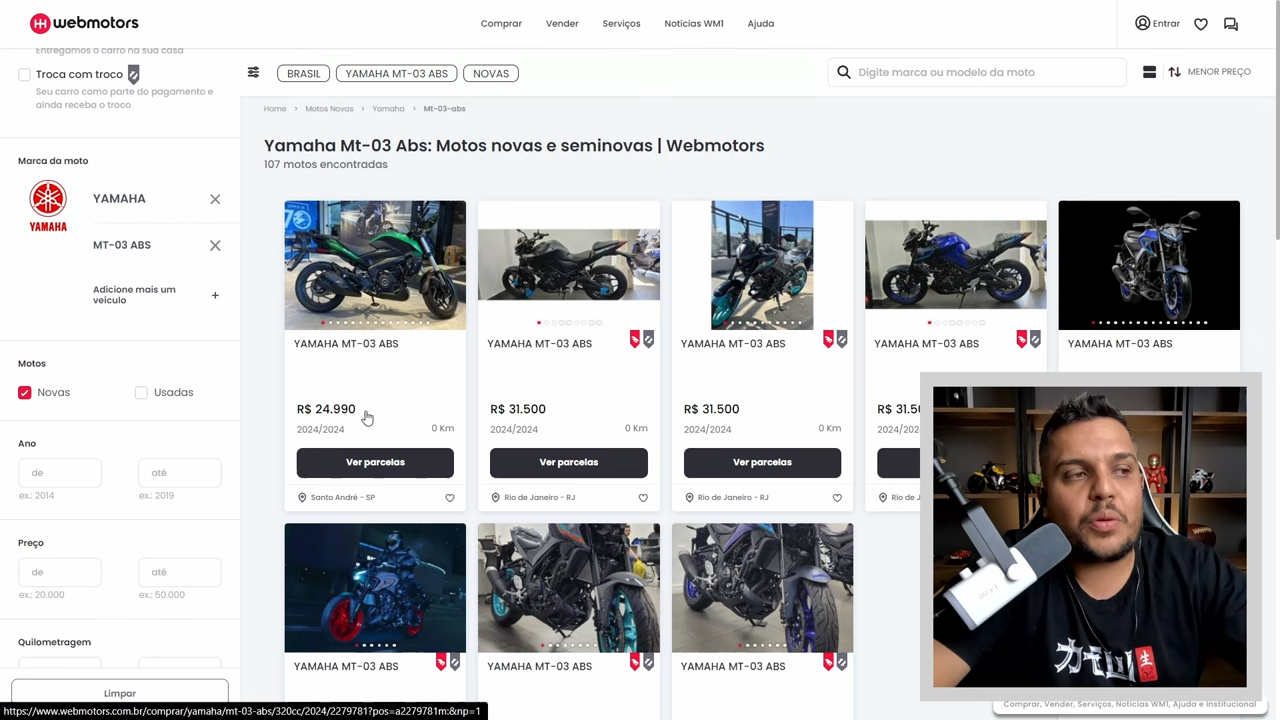 webmotors
Comprar
Vender
Serviços
Notícias WM1
Ajuda
Entrar
Entregamos o carro na sua casa
Troca com troco
Seu carro como parte do pagamento e
ainda receba o troco
BRASIL
YAMAHA MT-03 ABS
NOVAS
Digite marca ou modelo da moto
MENOR PREÇO
Home > Motos Novas > Yamaha > Mt-03-abs
Yamaha Mt-03 Abs: Motos novas e seminovas | Webmotors
107 motos encontradas
Marca da moto
YAMAHA
YAMAHA
MT-03 ABS
Adicione mais um
veículo
+
Motos
Novas
Usadas
Ano
de
até
ex.: 2014
ex.: 2019
Preço
de
até
ex.: 20.000
ex.: 50.000
Quilometragem
Limpar
YAMAHA MT-03 ABS
R$ 24.990
2024/2024
0 Km
Ver parcelas
Santo André - SP
YAMAHA MT-03 ABS
R$ 31.500
2024/2024
0 Km
Ver parcelas
Rio de Janeiro - RJ
YAMAHA MT-03 ABS
R$ 31.500
2024/2024
0 Km
Ver parcelas
Rio de Janeiro - RJ
YAMAHA MT-03 ABS
R$ 31.50
2024/2024
Rio de J
YAMAHA MT-03 ABS
YAMAHA MT-03 ABS
YAMAHA MT-03 ABS
YAMAHA MT-03 ABS
Comprar, Vender, Serviços, Notícias WM1, Ajuda e Institucional
https://www.webmotors.com.br/comprar/yamaha/mt-03-abs/320cc/2024/2279781?pos=a2279781m:&np=1